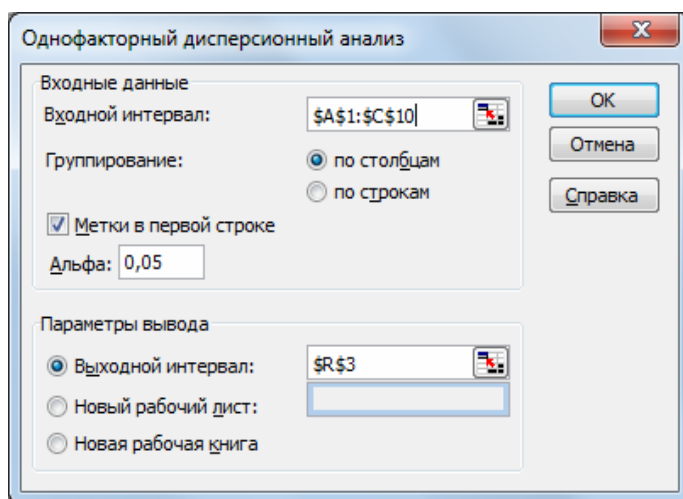 Однофакторный дисперсионный анализ
Входные данные
Входной интервал: $A$1:$C$10
Группирование: по столбцам
по строкам
Метки в первой строке
Альфа: 0,05
Параметры вывода
Выходной интервал: $R$3
Новый рабочий лист:
Новая рабочая книга
ОК
Отмена
Справка